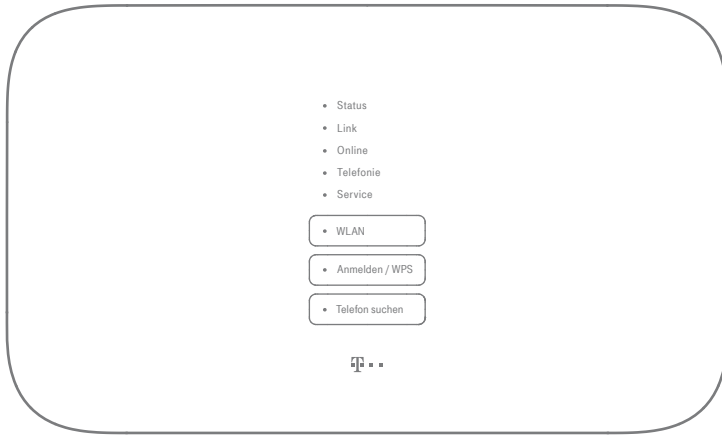 Status
Link
Online
Telefonie
Service
WLAN
Anmelden / WPS
Telefon suchen
T